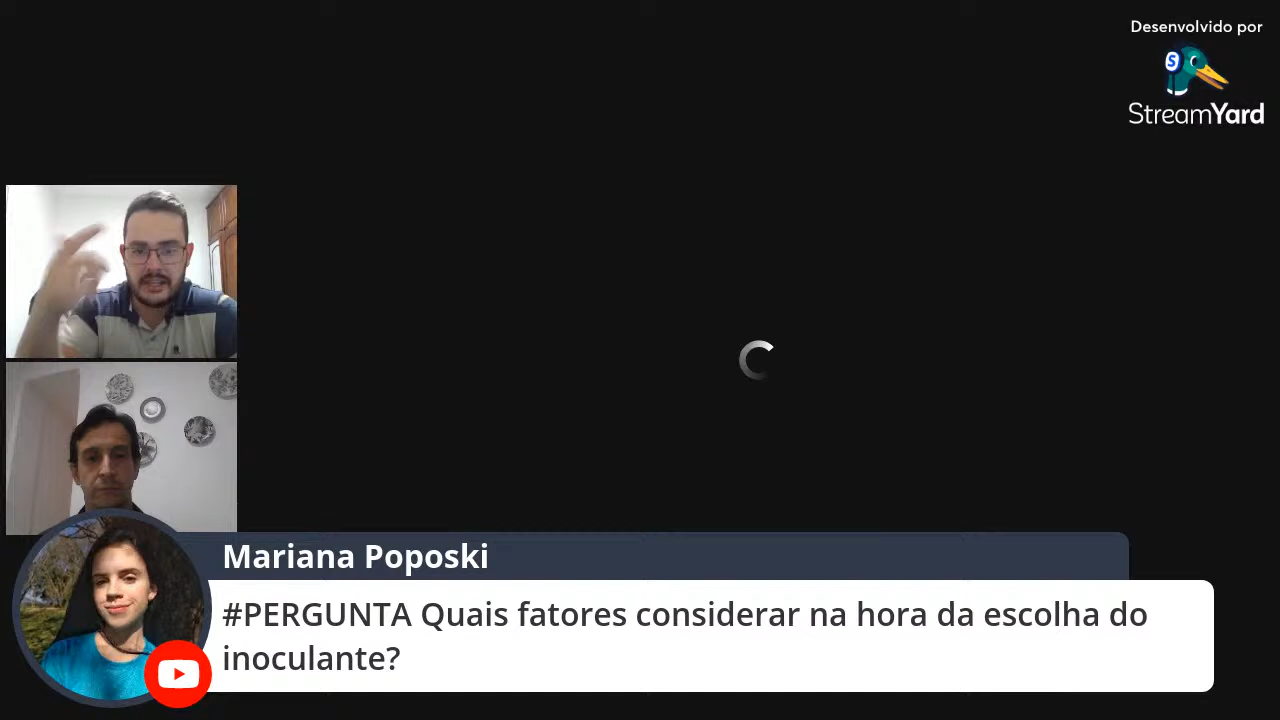 Desenvolvido por
StreamYard
Mariana Poposki
#PERGUNTA Quais fatores considerar na hora da escolha do
inoculante?